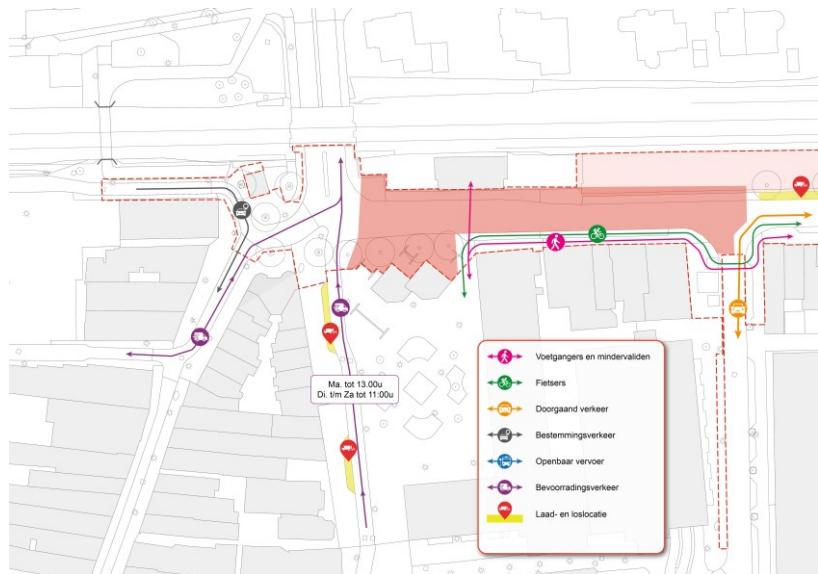 Ma. tot 13.00u
Di. t/m Za tot 11:00u
Voetgangers en mindervaliden
Fietsers
Doorgaand verkeer
Bestemmingsverkeer
Openbaar vervoer
Bevoorradingsverkeer
Laad- en loslocatie